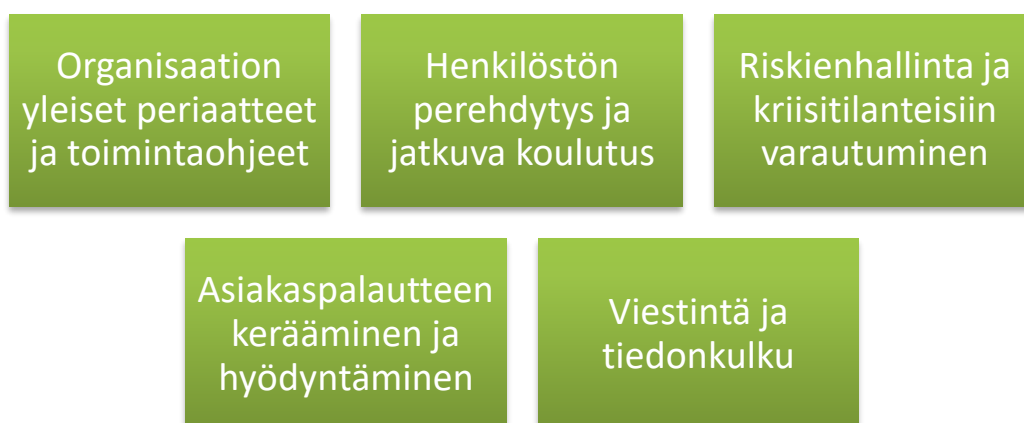 Organisaation
yleiset periaatteet
ja toimintaohjeet
Henkilöstön
perehdytys ja
jatkuva koulutus
Riskienhallinta ja
kriisitilanteisiin
varautuminen
Asiakaspalautteen
kerääminen ja
hyödyntäminen
Viestintä ja
tiedonkulku